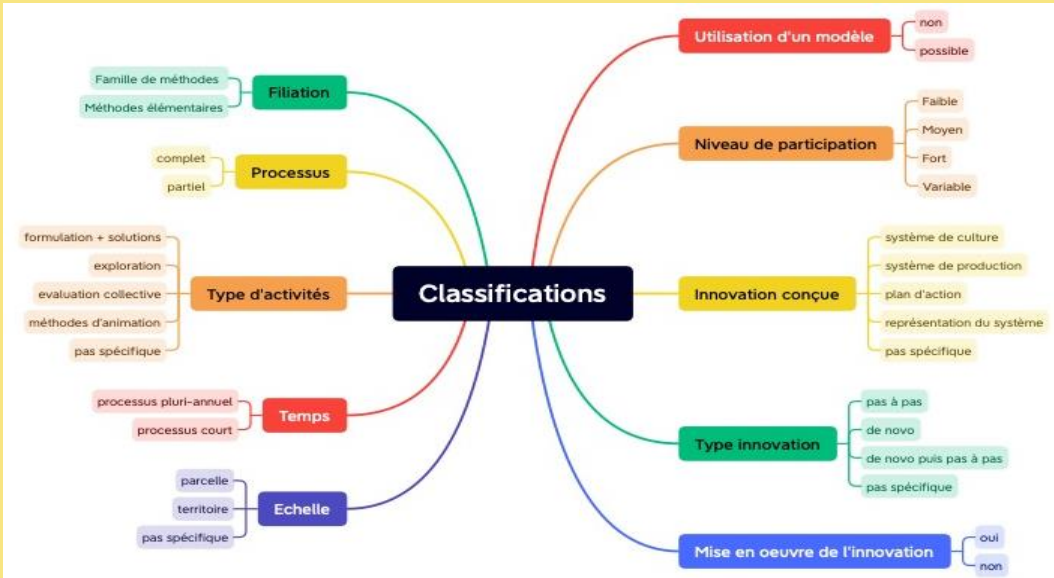 Classifications
Filiation
Famille de méthodes
Méthodes élémentaires
Processus
complet
partiel
Type d'activités
formulation + solutions
exploration
evaluation collective
méthodes d'animation
pas spécifique
Temps
processus pluri-annuel
processus court
Echelle
parcelle
territoire
pas spécifique
Utilisation d'un modèle
non
possible
Niveau de participation
Faible
Moyen
Fort
Variable
Innovation conçue
système de culture
système de production
plan d'action
représentation du système
pas spécifique
Type innovation
pas à pas
de novo
de novo puis pas à pas
pas spécifique
Mise en oeuvre de l'innovation
oui
non